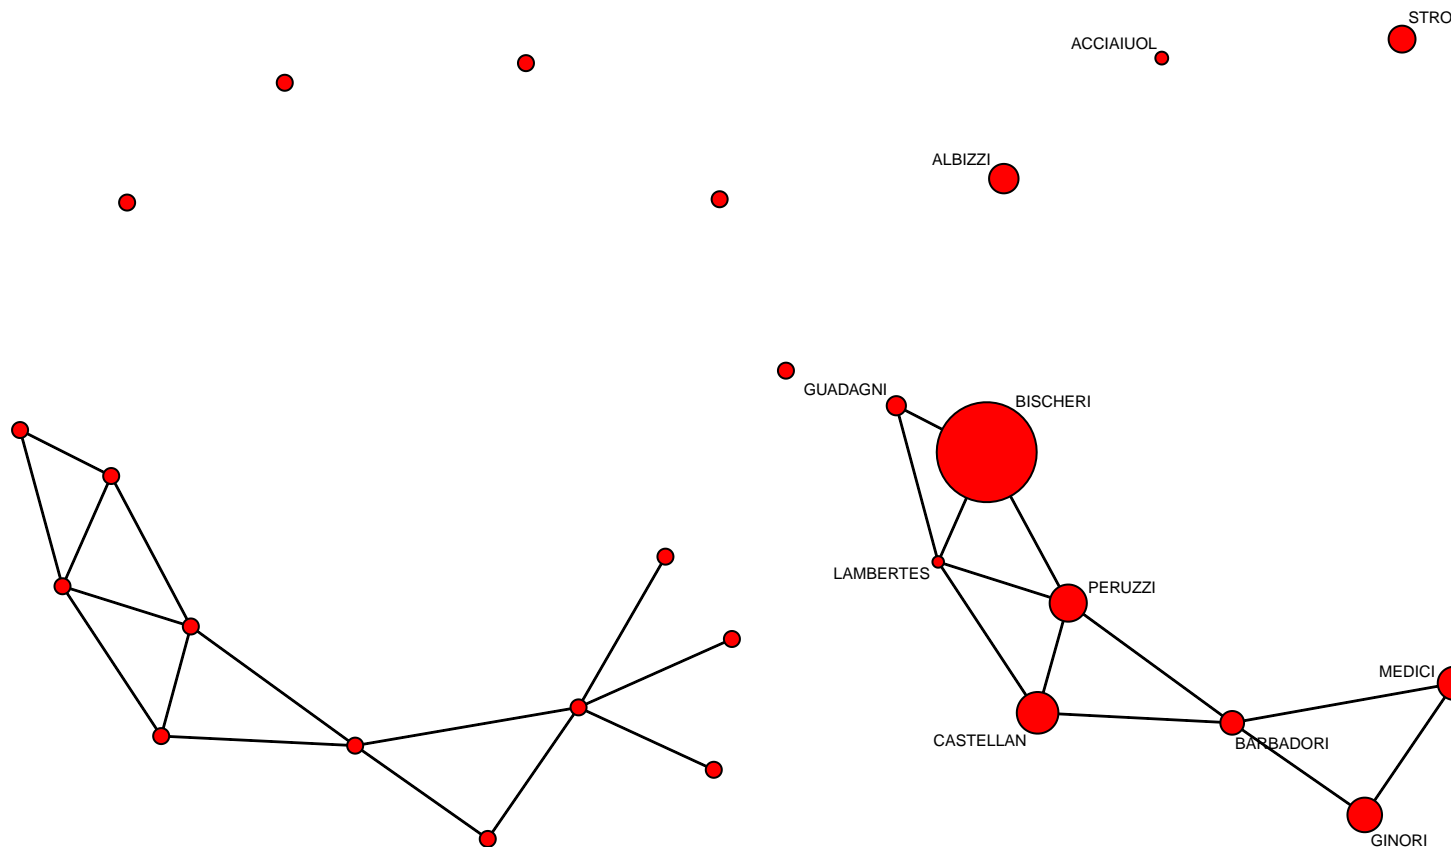 STRO
ACCIAIUOL
ALBIZZI
GUADAGNI
BISCHERI
LAMBERTES
PERUZZI
MEDICI
CASTELLAN
BARBADORI
GINORI